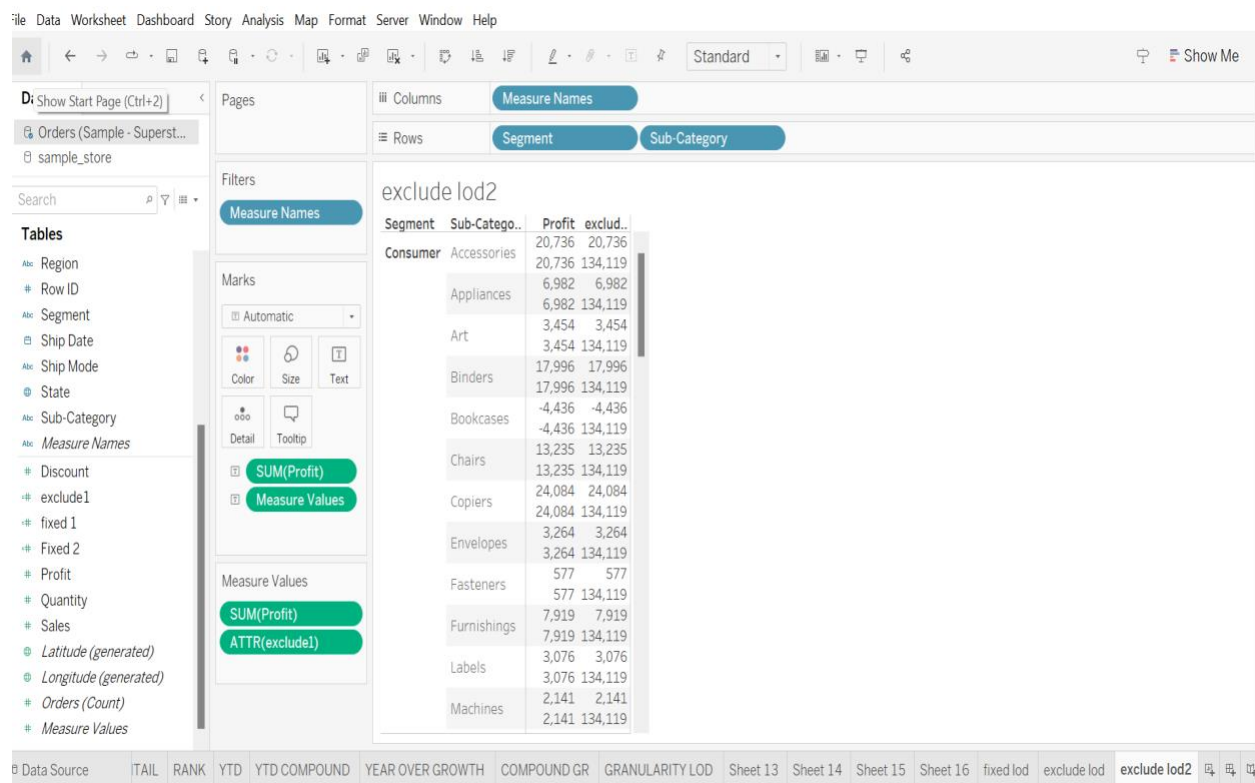 File Data Worksheet Dashboard Story Analysis Map Format Server Window Help
Standard
Show Me
Show Start Page (Ctrl+2)
Orders (Sample - Superst...
sample_store
Search
Tables
Abc Region
# Row ID
Abc Segment
Ship Date
Abc Ship Mode
State
Abc Sub-Category
Abc Measure Names
# Discount
=# exclude1
=# fixed 1
=# Fixed 2
# Profit
# Quantity
# Sales
Latitude (generated)
Longitude (generated)
# Orders (Count)
# Measure Values
Pages
Filters
Measure Names
Marks
Automatic
Color Size Text
Detail Tooltip
SUM(Profit)
Measure Values
Measure Values
SUM(Profit)
ATTR(exclude1)
Columns Measure Names
Rows Segment Sub-Category
exclude lod2
Segment Sub-Catego.. Profit exclud..
20,736 20,736
Consumer Accessories
20,736 134,119
6,982 6,982
Appliances
6,982 134,119
3,454 3,454
Art
3,454 134,119
17,996 17,996
Binders
17,996 134,119
-4,436 -4,436
Bookcases
-4,436 134,119
13,235 13,235
Chairs
13,235 134,119
24,084 24,084
Copiers
24,084 134,119
3,264 3,264
Envelopes
3,264 134,119
577 577
Fasteners
577 134,119
7,919 7,919
Furnishings
7,919 134,119
3,076 3,076
Labels
3,076 134,119
2,141 2,141
Machines
2,141 134,119
Data Source TAIL RANK YTD YTD COMPOUND YEAR OVER GROWTH COMPOUND GR GRANULARITY LOD Sheet 13 Sheet 14 Sheet 15 Sheet 16 fixed lod exclude lod exclude lod2